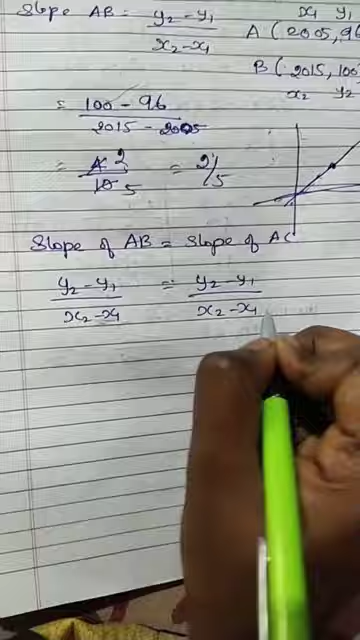 Slope AB = y₂ - y₁ / x₂ - x₁
x₁ y₁
A (2005, 96
B (2015, 100)
x₂ y₂
= 100 - 96 / 2015 - 2005
= 4 2 / 10 5 = 2/5
Slope of AB = Slope of AC
y₂ - y₁ / x₂ - x₁ = y₂ - y₁ / x₂ - x₁